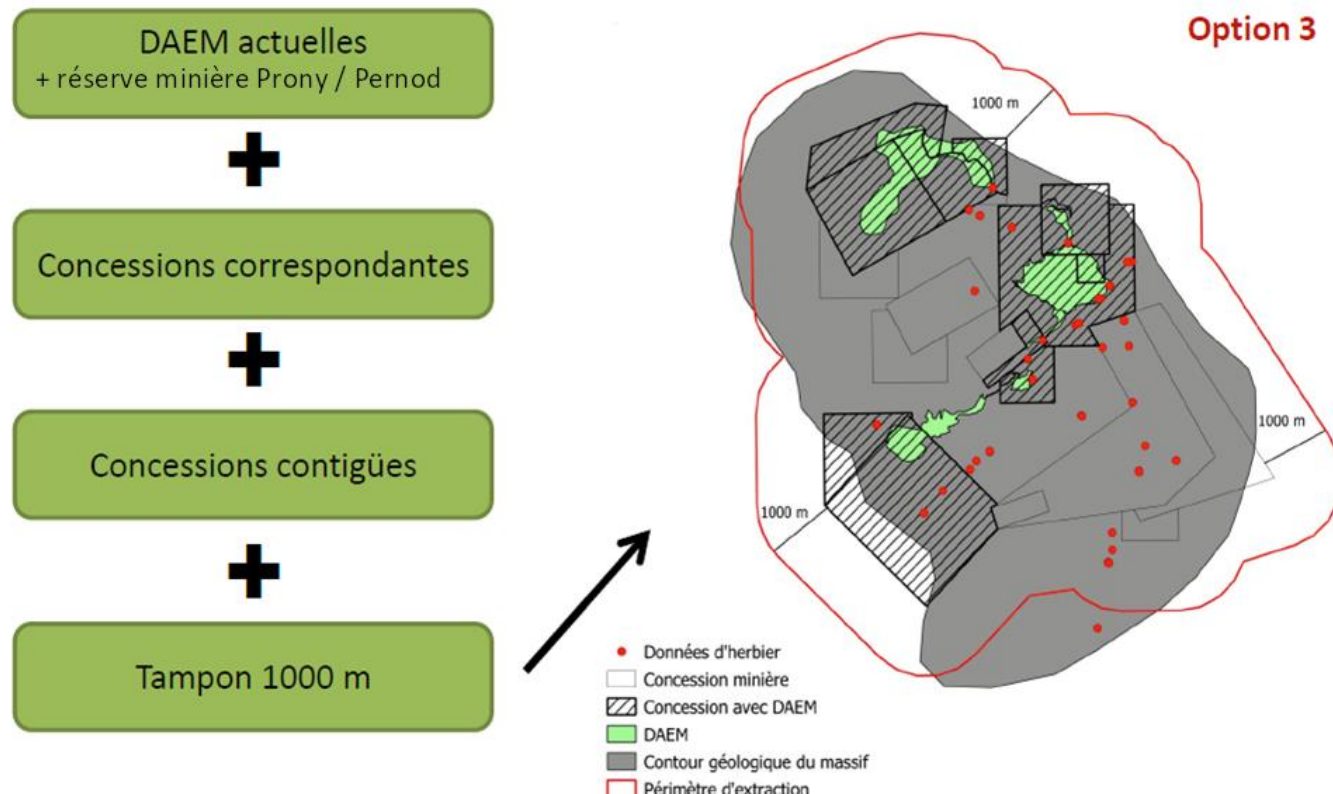 DAEM actuelles
+ réserve minière Prony / Pernod
Concessions correspondantes
Concessions contigües
Tampon 1000 m
Option 3
1000 m
1000 m
1000 m
Données d'herbier
Concession minière
Concession avec DAEM
DAEM
Contour géologique du massif
Périmètre d'extraction